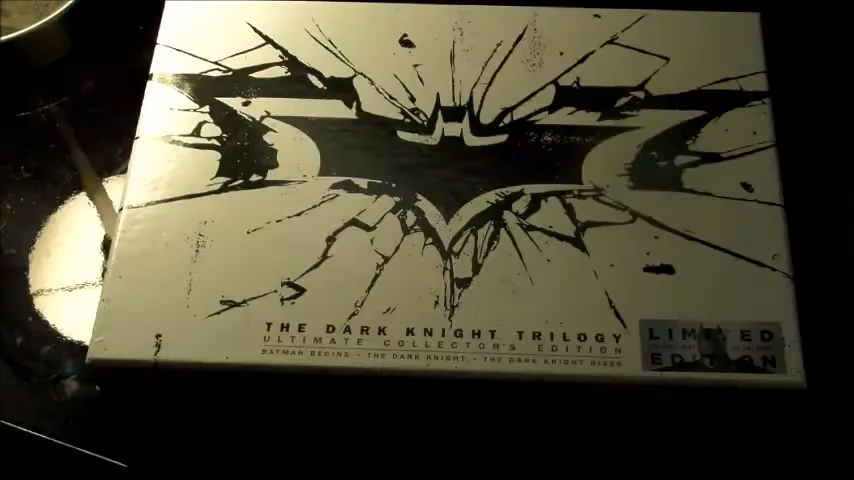 THE DARK KNIGHT TRILOGY
ULTIMATE COLLECTOR'S EDITION
BATMAN BEGINS · THE DARK KNIGHT · THE DARK KNIGHT RISES
LIMITED
EDITION